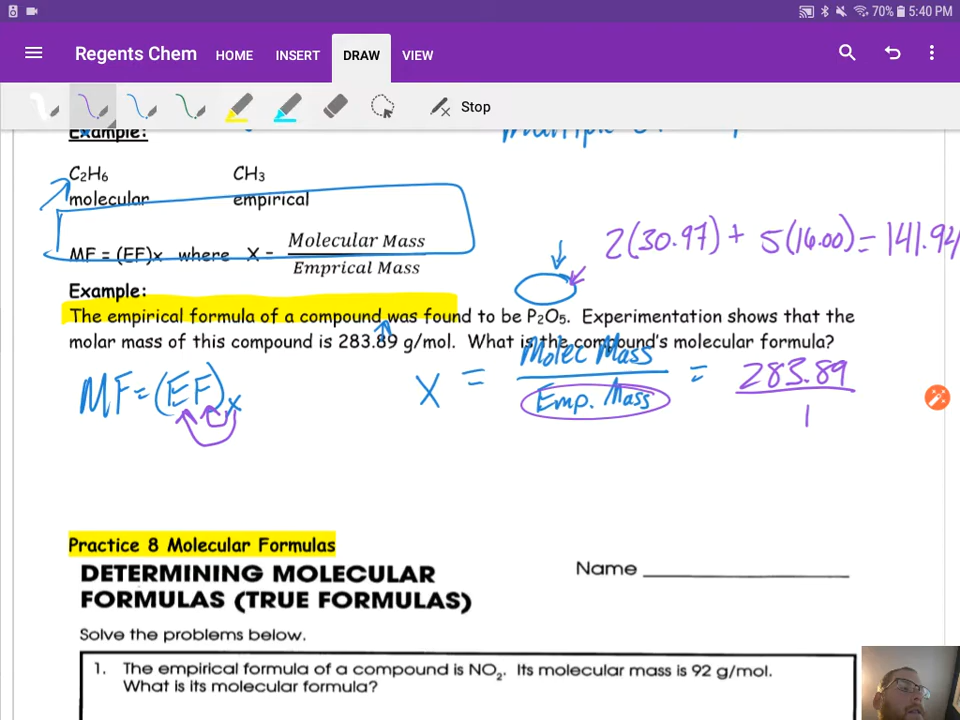 70% 5:40 PM
Regents Chem HOME INSERT DRAW VIEW
Stop
Example:
C2H6 CH3
molecular empirical
2(30.97) + 5(16.00) = 141.94
MF = (EF)x where X = Molecular Mass
Emprical Mass
Example:
The empirical formula of a compound was found to be P2O5. Experimentation shows that the
molar mass of this compound is 283.89 g/mol. What is the compound's molecular formula?
MF = (EF)x X = Molec Mass = 283.89
Emp. Mass 1
Practice 8 Molecular Formulas
DETERMINING MOLECULAR
FORMULAS (TRUE FORMULAS)
Name
Solve the problems below.
1. The empirical formula of a compound is NO2. Its molecular mass is 92 g/mol.
What is its molecular formula?